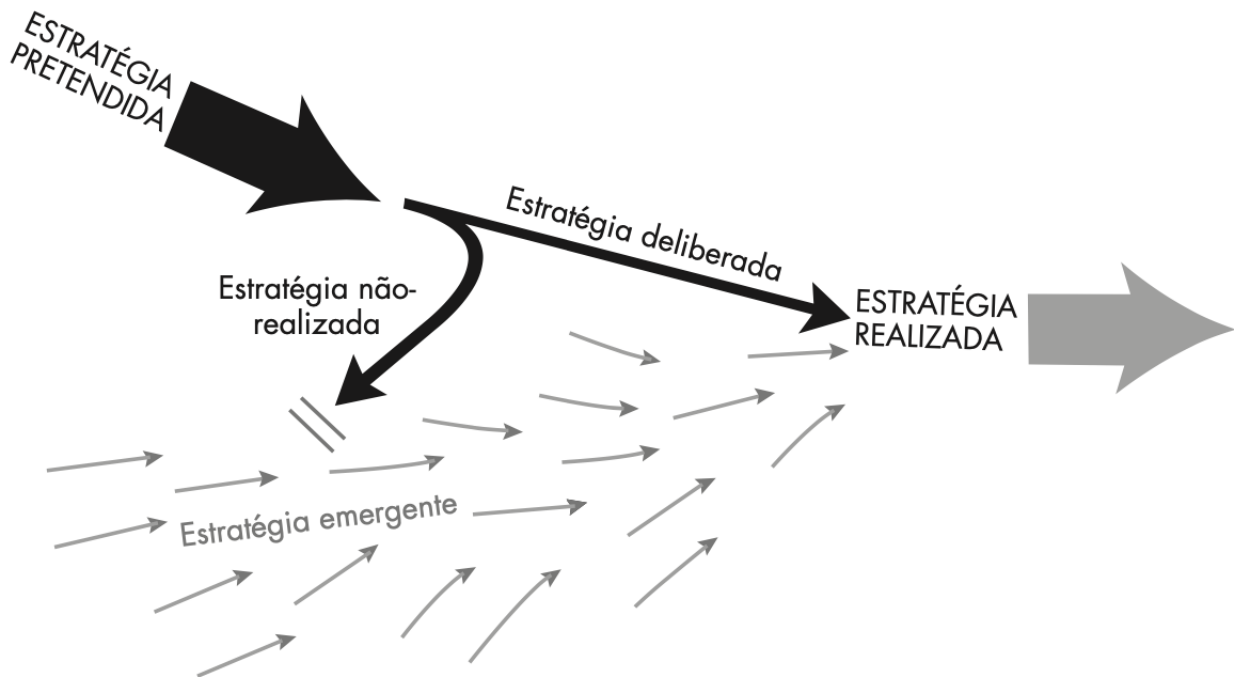 ESTRATÉGIA
PRETENDIDA
Estratégia deliberada
Estratégia não-
realizada
ESTRATÉGIA
REALIZADA
Estratégia emergente